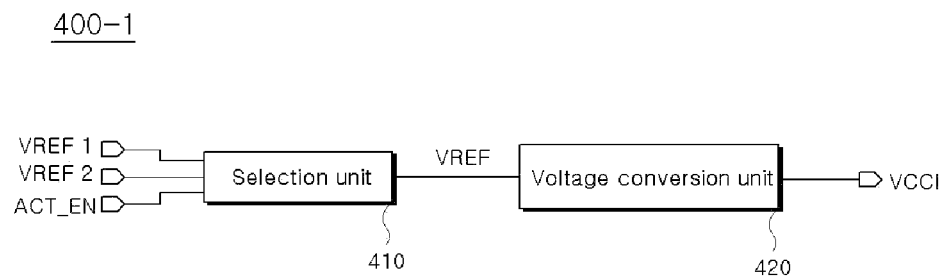 400-1
VREF 1
VREF 2
ACT_EN
Selection unit
410
VREF
Voltage conversion unit
420
VCCI